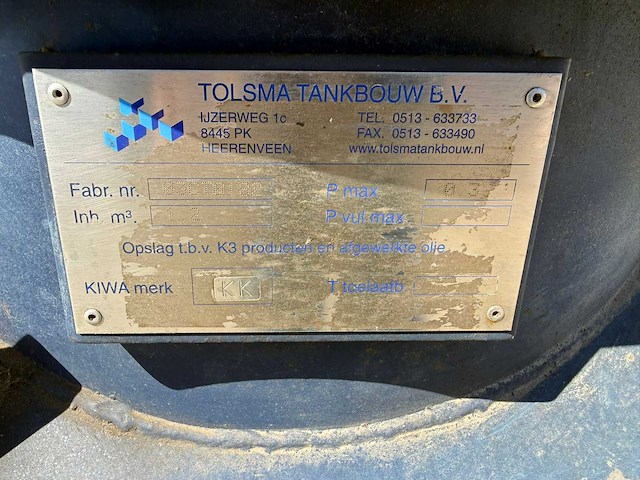 TOLSMA TANKBOUW B.V.
IJZERWEG 1c TEL. 0513 - 633733
8445 PK FAX. 0513 - 633490
HEERENVEEN www.tolsmatankbouw.nl
Fabr. nr. P max
Inh. m³. P vul max
Opslag t.b.v. K3 producten en afgewerkte olie
KIWA merk KK T toelaatb.